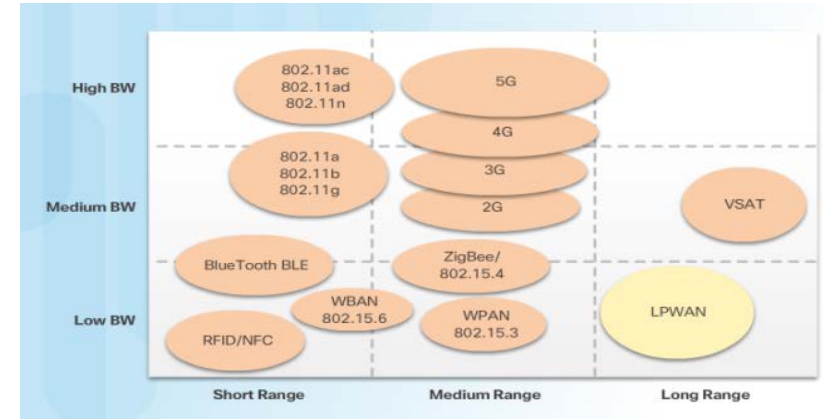 High BW
802.11ac
802.11ad
802.11n
5G
4G
802.11a
802.11b
802.11g
3G
Medium BW
2G
VSAT
BlueTooth BLE
ZigBee/
802.15.4
Low BW
WBAN
802.15.6
WPAN
802.15.3
LPWAN
RFID/NFC
Short Range
Medium Range
Long Range